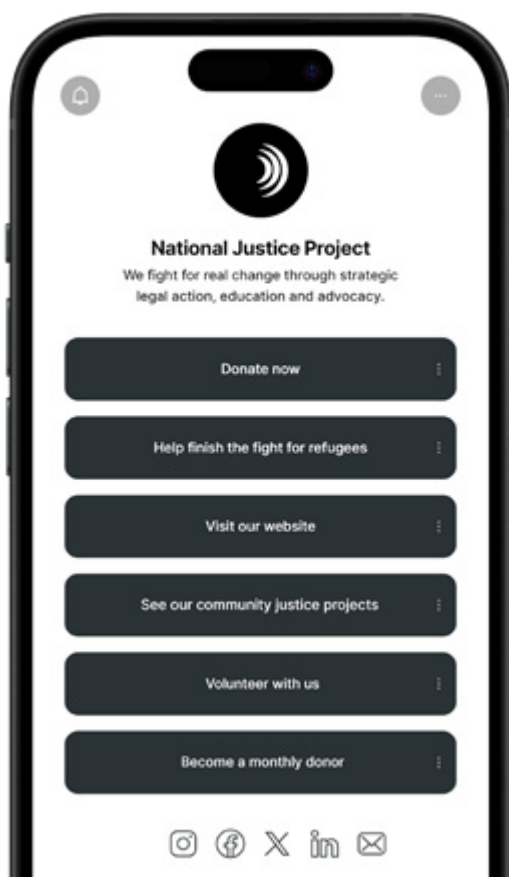 National Justice Project
We fight for real change through strategic
legal action, education and advocacy.
Donate now
Help finish the fight for refugees
Visit our website
See our community justice projects
Volunteer with us
Become a monthly donor